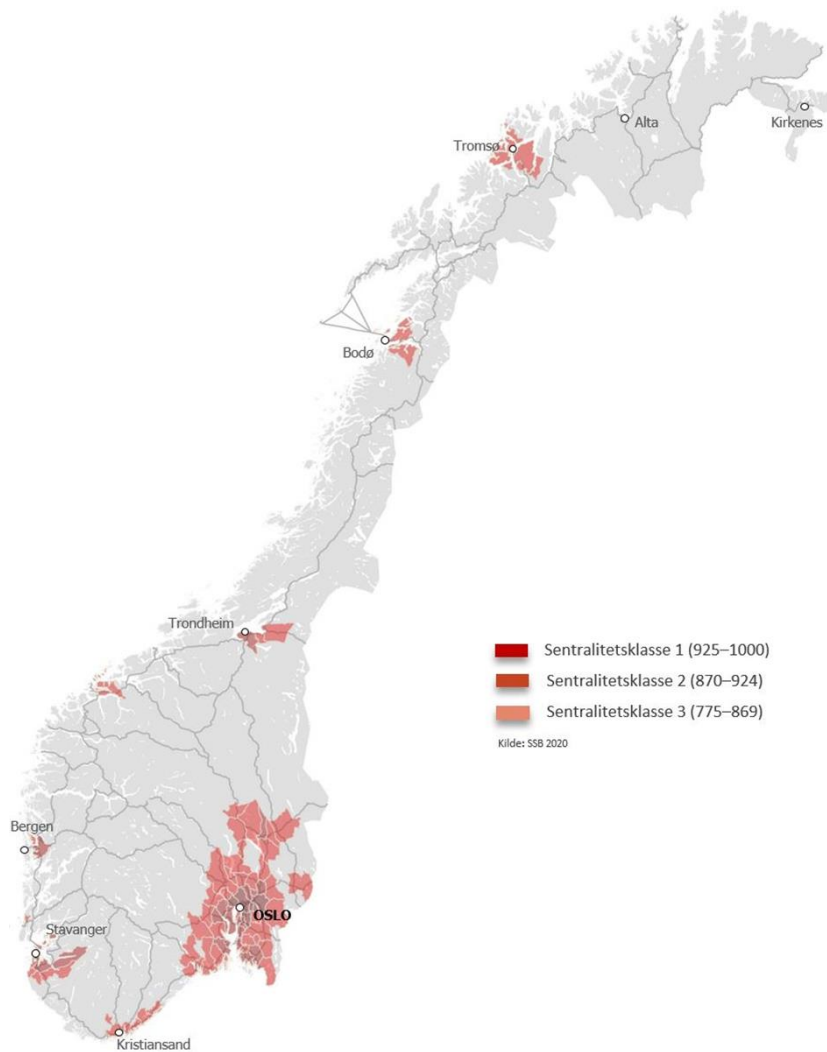 Kirkenes
Alta
Tromsø
Bodø
Trondheim
Sentralitetsklasse 1 (925–1000)
Sentralitetsklasse 2 (870–924)
Sentralitetsklasse 3 (775–869)
Kilde: SSB 2020
Bergen
OSLO
Stavanger
Kristiansand